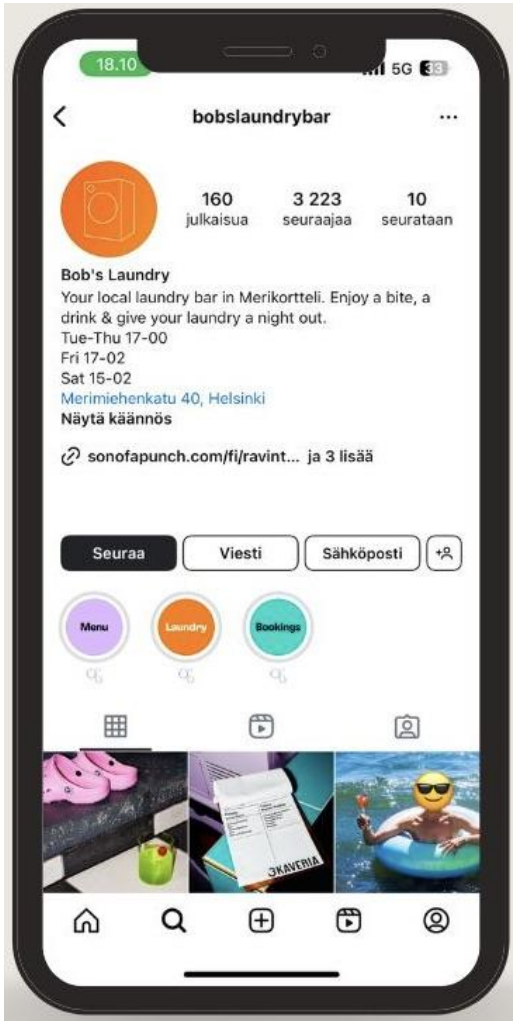 18.10
5G 33
bobslaundrybar
160 3 223 10
julkaisua seuraajaa seurataan
Bob's Laundry
Your local laundry bar in Merikortteli. Enjoy a bite, a
drink & give your laundry a night out.
Tue-Thu 17-00
Fri 17-02
Sat 15-02
Merimiehenkatu 40, Helsinki
Näytä käännös
sonofapunch.com/fi/ravint... ja 3 lisää
Seuraa Viesti Sähköposti
Menu Laundry Bookings
KAVERIA